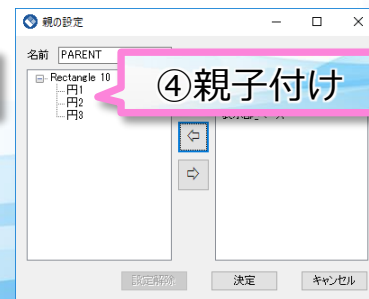 親の設定
名前 PARENT
Rectangle 10
円1
円2
円3
④親子付け
設定解除
決定
キャンセル